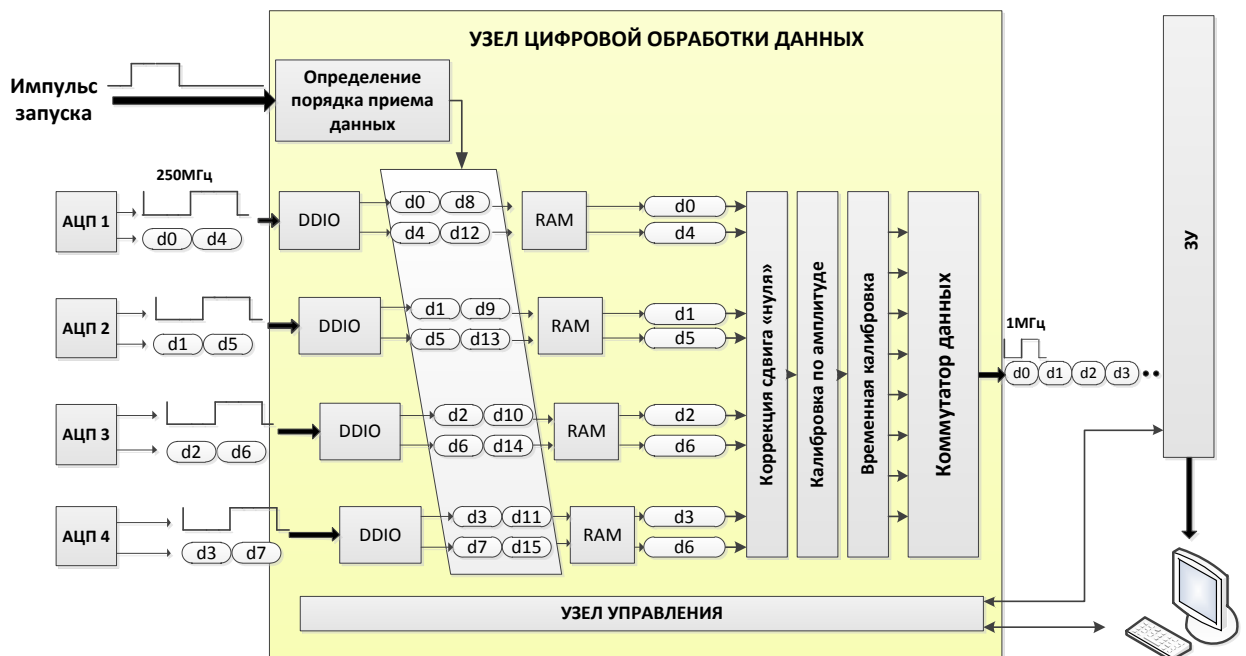 УЗЕЛ ЦИФРОВОЙ ОБРАБОТКИ ДАННЫХ
Импульс
запуска
Определение
порядка приема
данных
250МГц
АЦП 1
d0 d4
DDIO
d0 d8
d4 d12
RAM
d0
d4
АЦП 2
d1 d5
DDIO
d1 d9
d5 d13
RAM
d1
d5
АЦП 3
d2 d6
DDIO
d2 d10
d6 d14
RAM
d2
d6
АЦП 4
d3 d7
DDIO
d3 d11
d7 d15
RAM
d3
d6
Коррекция сдвига «нуля»
Калибровка по амплитуде
Временная калибровка
Коммутатор данных
1МГц
d0 d1 d2 d3
ЗУ
УЗЕЛ УПРАВЛЕНИЯ